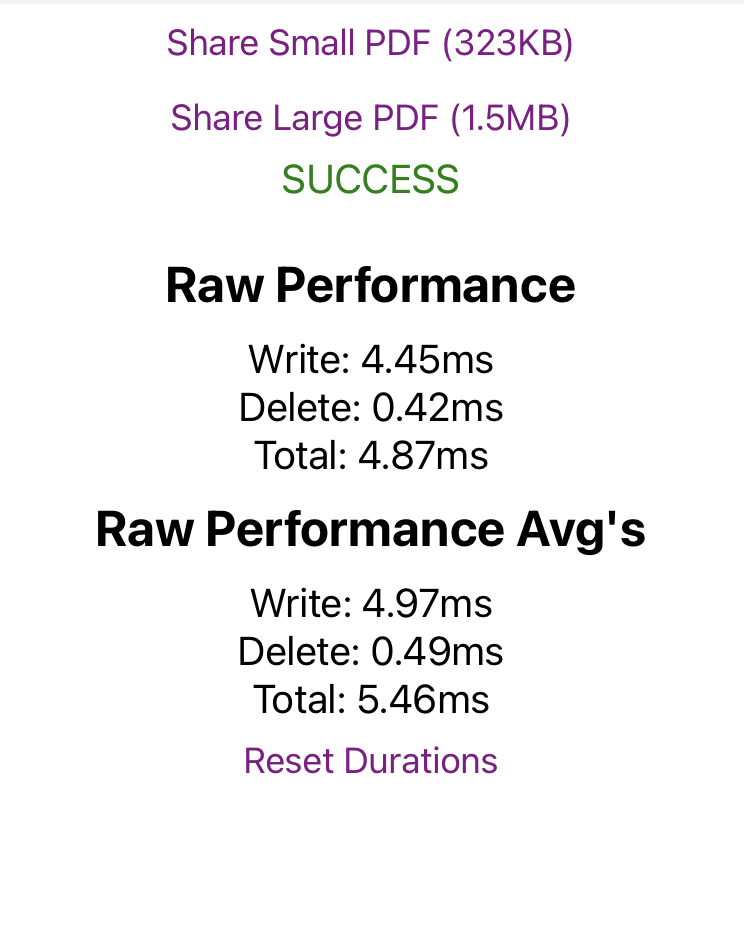 Share Small PDF (323KB)
Share Large PDF (1.5MB)
SUCCESS
Raw Performance
Write: 4.45ms
Delete: 0.42ms
Total: 4.87ms
Raw Performance Avg's
Write: 4.97ms
Delete: 0.49ms
Total: 5.46ms
Reset Durations